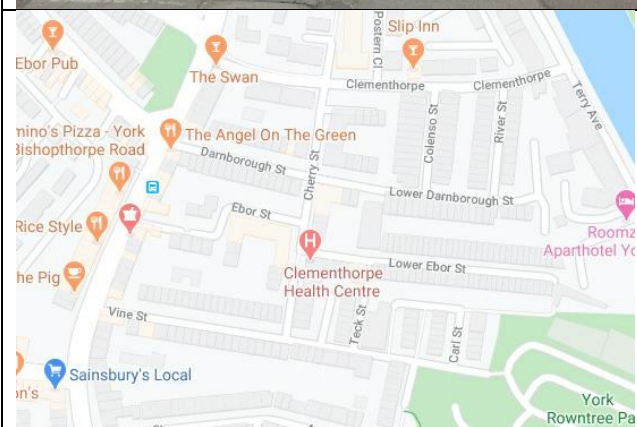 Slip Inn
Postern Cl
Ebor Pub
The Swan
Clementhorpe
Clementhorpe
Terry Ave
mino's Pizza - York
Bishopthorpe Road
The Angel On The Green
Colenso St
River St
Darnborough St
Cherry St
Lower Darnborough St
Rice Style
Ebor St
Roomz
Aparthotel Yo
Clementhorpe
Health Centre
Lower Ebor St
he Pig
Vine St
Teck St
Carl St
Sainsbury's Local
on's
York
Rowntree Pa